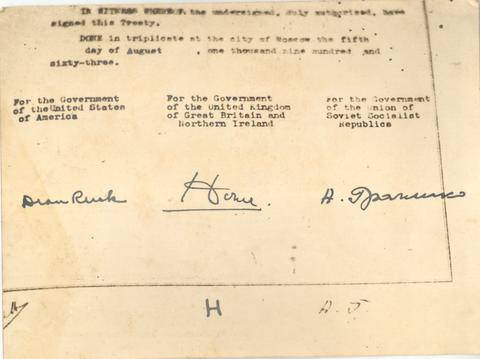 IN WITNESS WHEREOF, the undersigned, duly authorized, have
signed this Treaty.
DONE in triplicate at the city of Moscow the fifth
day of August one thousand nine hundred and
sixty-three.
For the Government
of the United States
of America
For the Government
of the United Kingdom
of Great Britain and
Northern Ireland
For the Government
of the Union of
Soviet Socialist
Republics
Dean Rusk
Home.
А. Громыко
H
А. Г